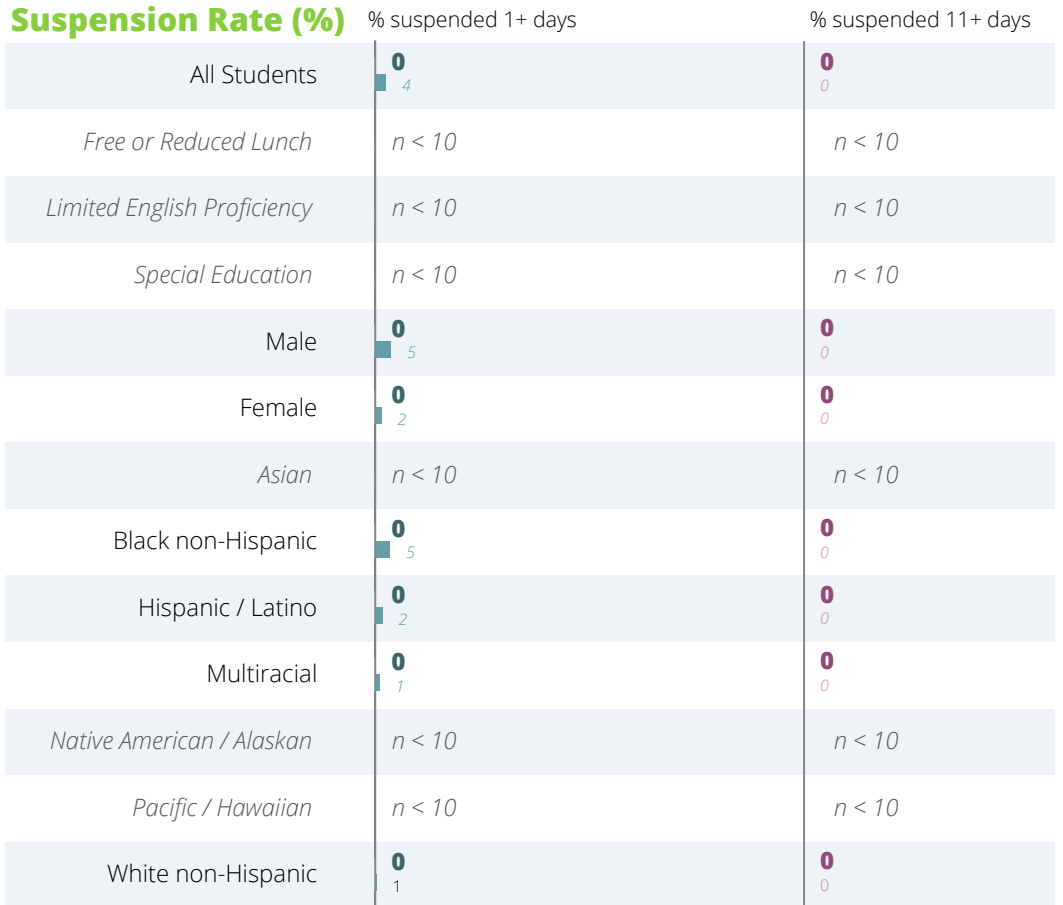 Suspension Rate (%) % suspended 1+ days % suspended 11+ days
All Students 0 0
4 0
Free or Reduced Lunch n < 10 n < 10
Limited English Proficiency n < 10 n < 10
Special Education n < 10 n < 10
Male 0 0
5 0
Female 0 0
2 0
Asian n < 10 n < 10
Black non-Hispanic 0 0
5 0
Hispanic / Latino 0 0
2 0
Multiracial 0 0
1 0
Native American / Alaskan n < 10 n < 10
Pacific / Hawaiian n < 10 n < 10
White non-Hispanic 0 0
1 0